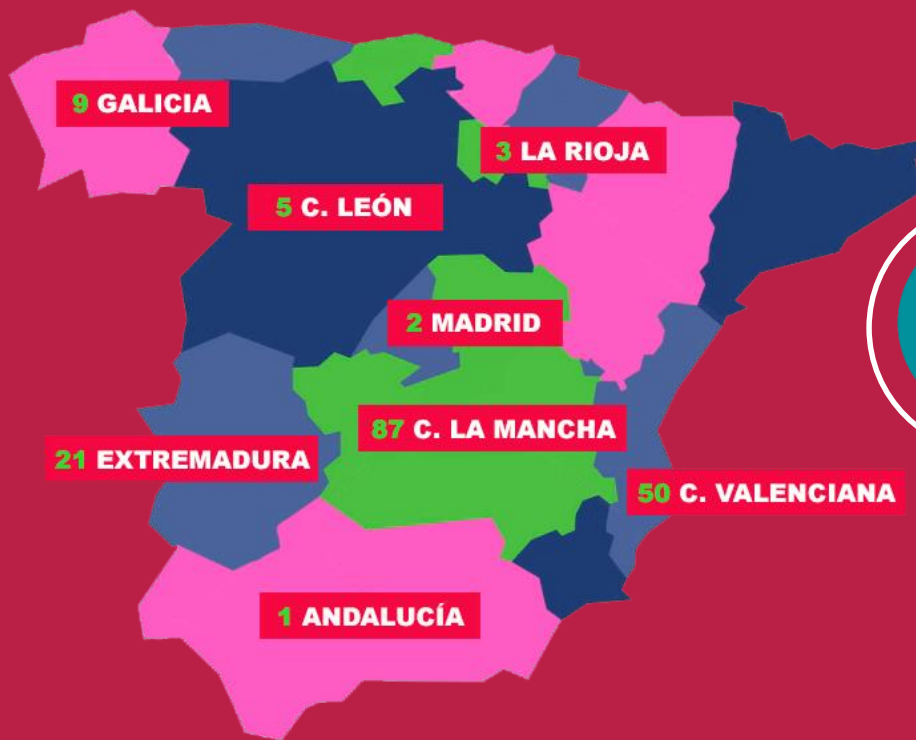 9 GALICIA
3 LA RIOJA
5 C. LEÓN
2 MADRID
87 C. LA MANCHA
21 EXTREMADURA
50 C. VALENCIANA
1 ANDALUCÍA